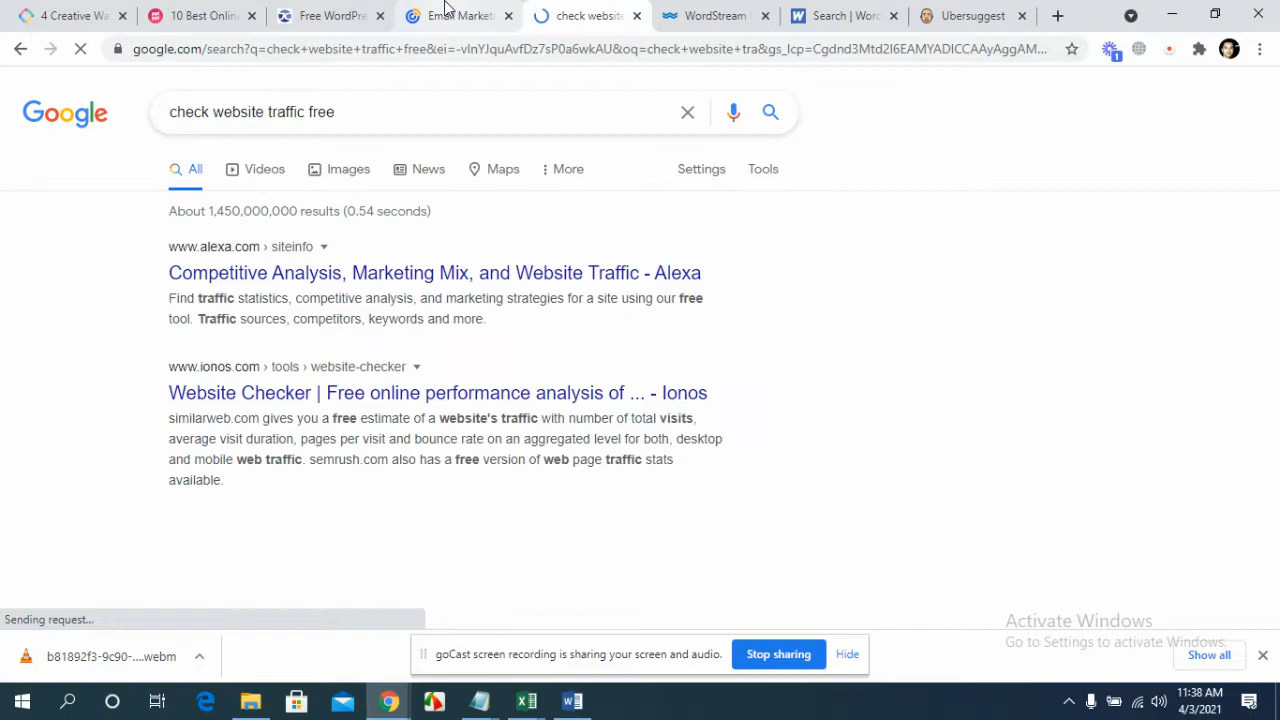 4 Creative Wa
10 Best Onlin
Free WordPre
Email Market
check website
WordStream
Search | Worc
Ubersuggest
google.com/search?q=check+website+traffic+free&ei=-vlnYJquAvfDz7sP0a6wkAU&oq=check+website+tra&gs_lcp=Cgdnd3Mtd2l6EAMYADICCAAyAggAM...
1
Google
check website traffic free
All
Videos
Images
News
Maps
More
Settings
Tools
About 1,450,000,000 results (0.54 seconds)
www.alexa.com › siteinfo
Competitive Analysis, Marketing Mix, and Website Traffic - Alexa
Find traffic statistics, competitive analysis, and marketing strategies for a site using our free
tool. Traffic sources, competitors, keywords and more.
www.ionos.com › tools › website-checker
Website Checker | Free online performance analysis of ... - Ionos
similarweb.com gives you a free estimate of a website's traffic with number of total visits,
average visit duration, pages per visit and bounce rate on an aggregated level for both, desktop
and mobile web traffic. semrush.com also has a free version of web page traffic stats
available.
Sending request...
Activate Windows
Go to Settings to activate Windows.
b81892f3-9c90-....webm
goCast screen recording is sharing your screen and audio.
Stop sharing
Hide
Show all
11:38 AM
4/3/2021